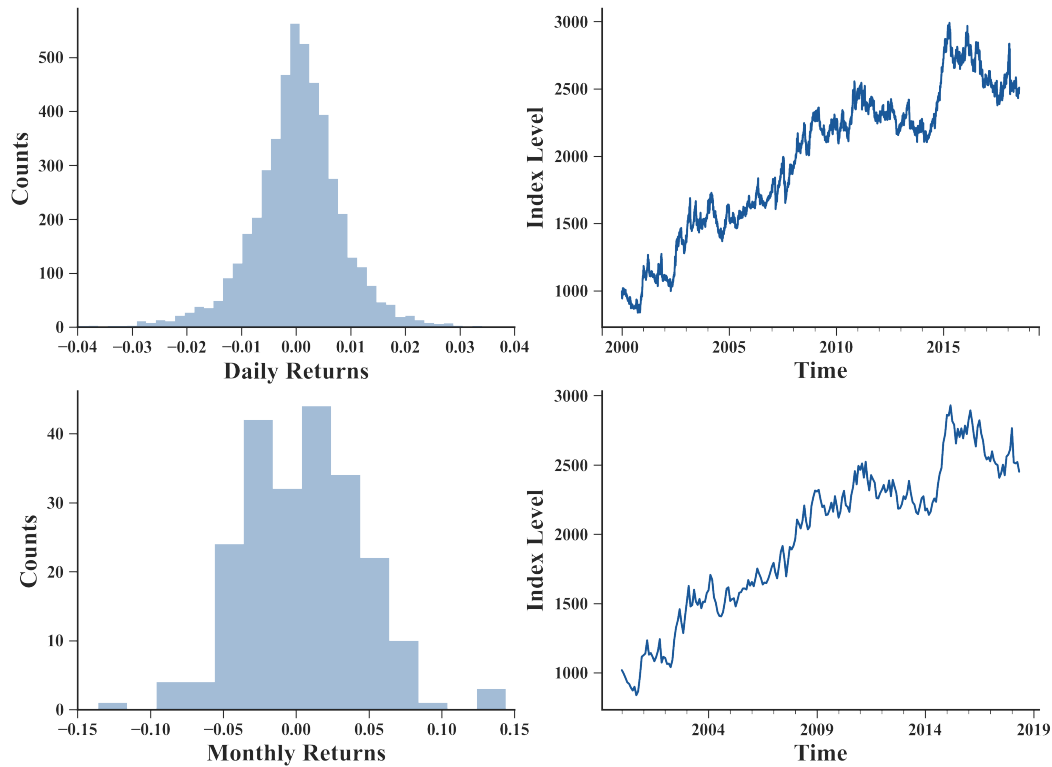 Counts
500
400
300
200
100
0
−0.04 −0.03 −0.02 −0.01 0.00 0.01 0.02 0.03 0.04
Daily Returns
Index Level
3000
2500
2000
1500
1000
2000 2005 2010 2015
Time
Counts
40
30
20
10
0
−0.15 −0.10 −0.05 0.00 0.05 0.10 0.15
Monthly Returns
Index Level
3000
2500
2000
1500
1000
2004 2009 2014 2019
Time